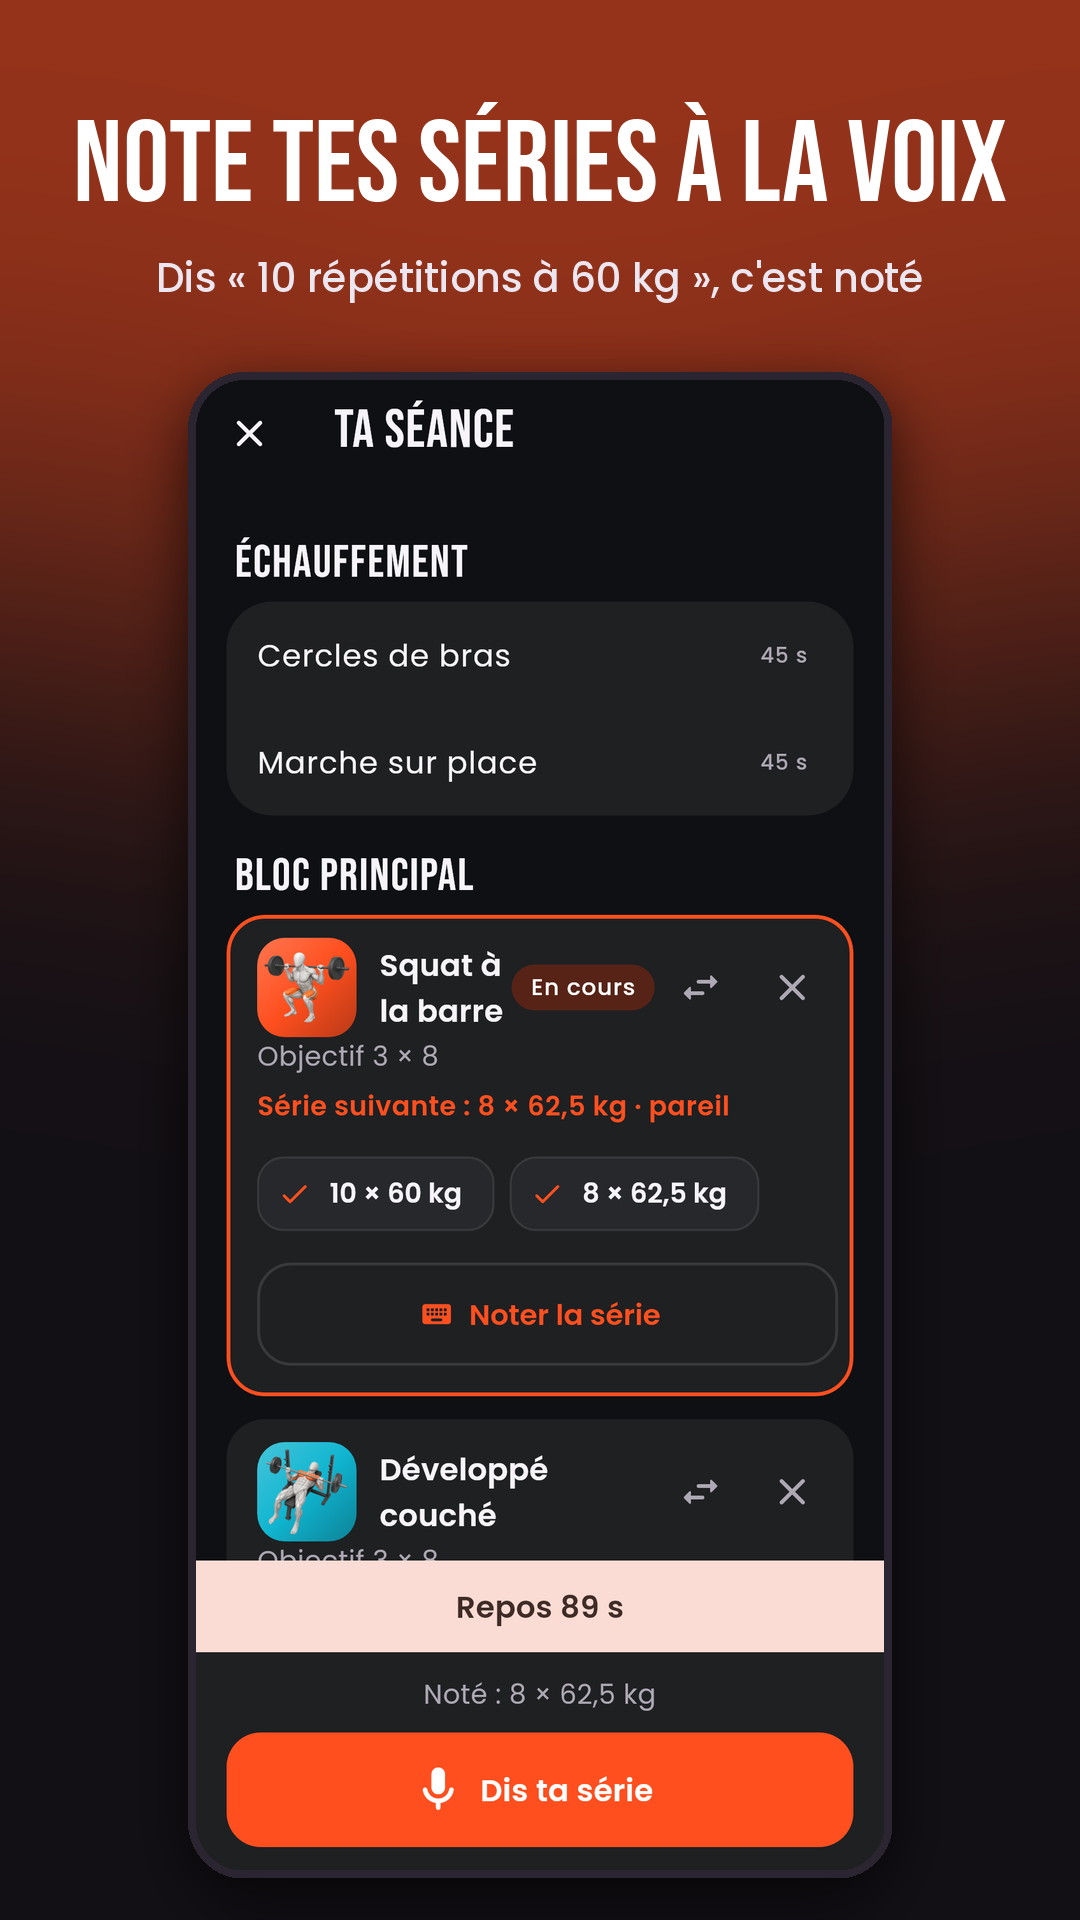 NOTE TES SÉRIES À LA VOIX
Dis « 10 répétitions à 60 kg », c'est noté
TA SÉANCE
ÉCHAUFFEMENT
Cercles de bras 45 s
Marche sur place 45 s
BLOC PRINCIPAL
Squat à
la barre
En cours
Objectif 3 × 8
Série suivante : 8 × 62,5 kg · pareil
10 × 60 kg
8 × 62,5 kg
Noter la série
Développé
couché
Objectif 3 × 8
Repos 89 s
Noté : 8 × 62,5 kg
Dis ta série